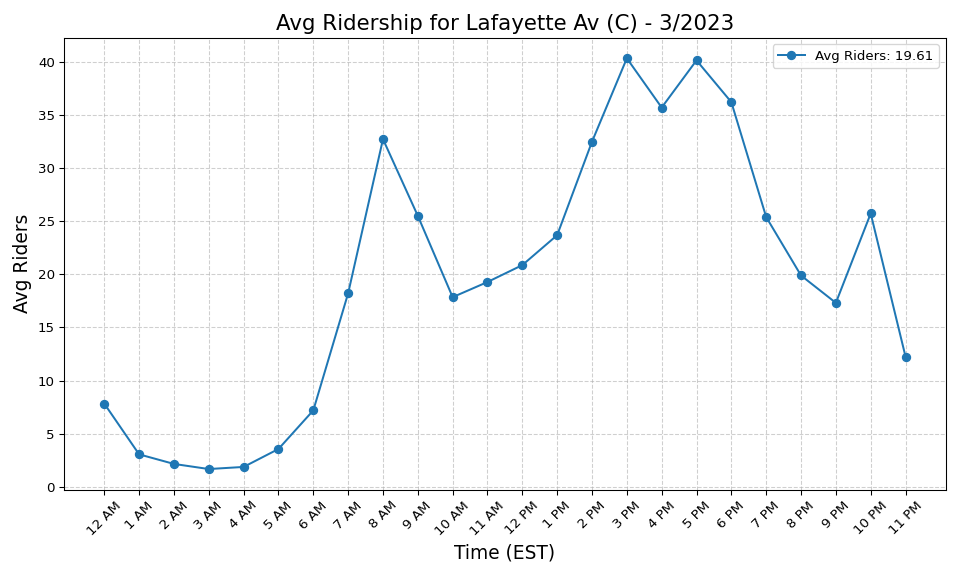 Avg Ridership for Lafayette Av (C) - 3/2023
Avg Riders: 19.61
Avg Riders
40
35
30
25
20
15
10
5
0
12 AM
1 AM
2 AM
3 AM
4 AM
5 AM
6 AM
7 AM
8 AM
9 AM
10 AM
11 AM
12 PM
1 PM
2 PM
3 PM
4 PM
5 PM
6 PM
7 PM
8 PM
9 PM
10 PM
11 PM
Time (EST)